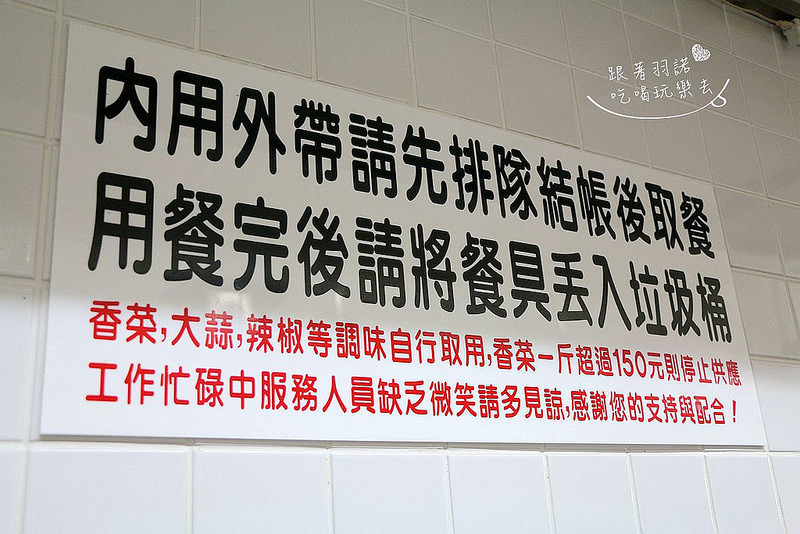 跟著羽諾
吃喝玩樂去
內用外帶請先排隊結帳後取餐
用餐完後請將餐具丟入垃圾桶
香菜,大蒜,辣椒等調味自行取用,香菜一斤超過150元則停止供應
工作忙碌中服務人員缺乏微笑請多見諒,感謝您的支持與配合!